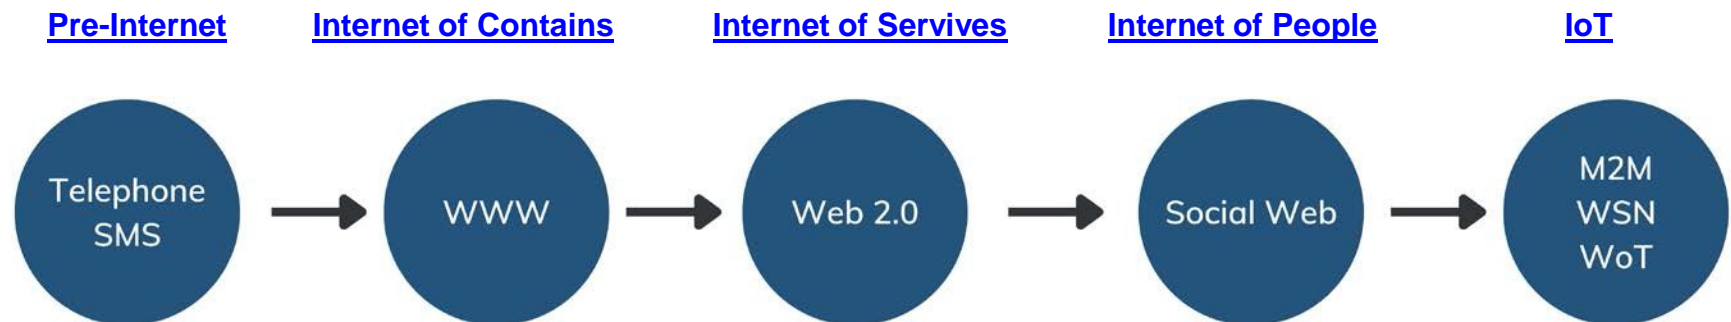 Pre-Internet
Internet of Contains
Internet of Servives
Internet of People
IoT
Telephone
SMS
WWW
Web 2.0
Social Web
M2M
WSN
WoT